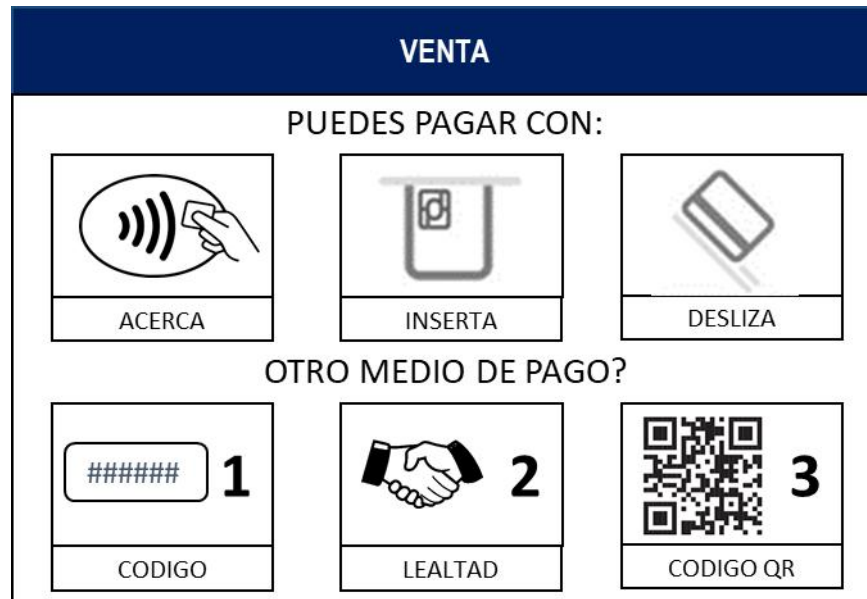 VENTA
PUEDES PAGAR CON:
ACERCA
INSERTA
DESLIZA
OTRO MEDIO DE PAGO?
###### 1
2
3
CODIGO
LEALTAD
CODIGO QR